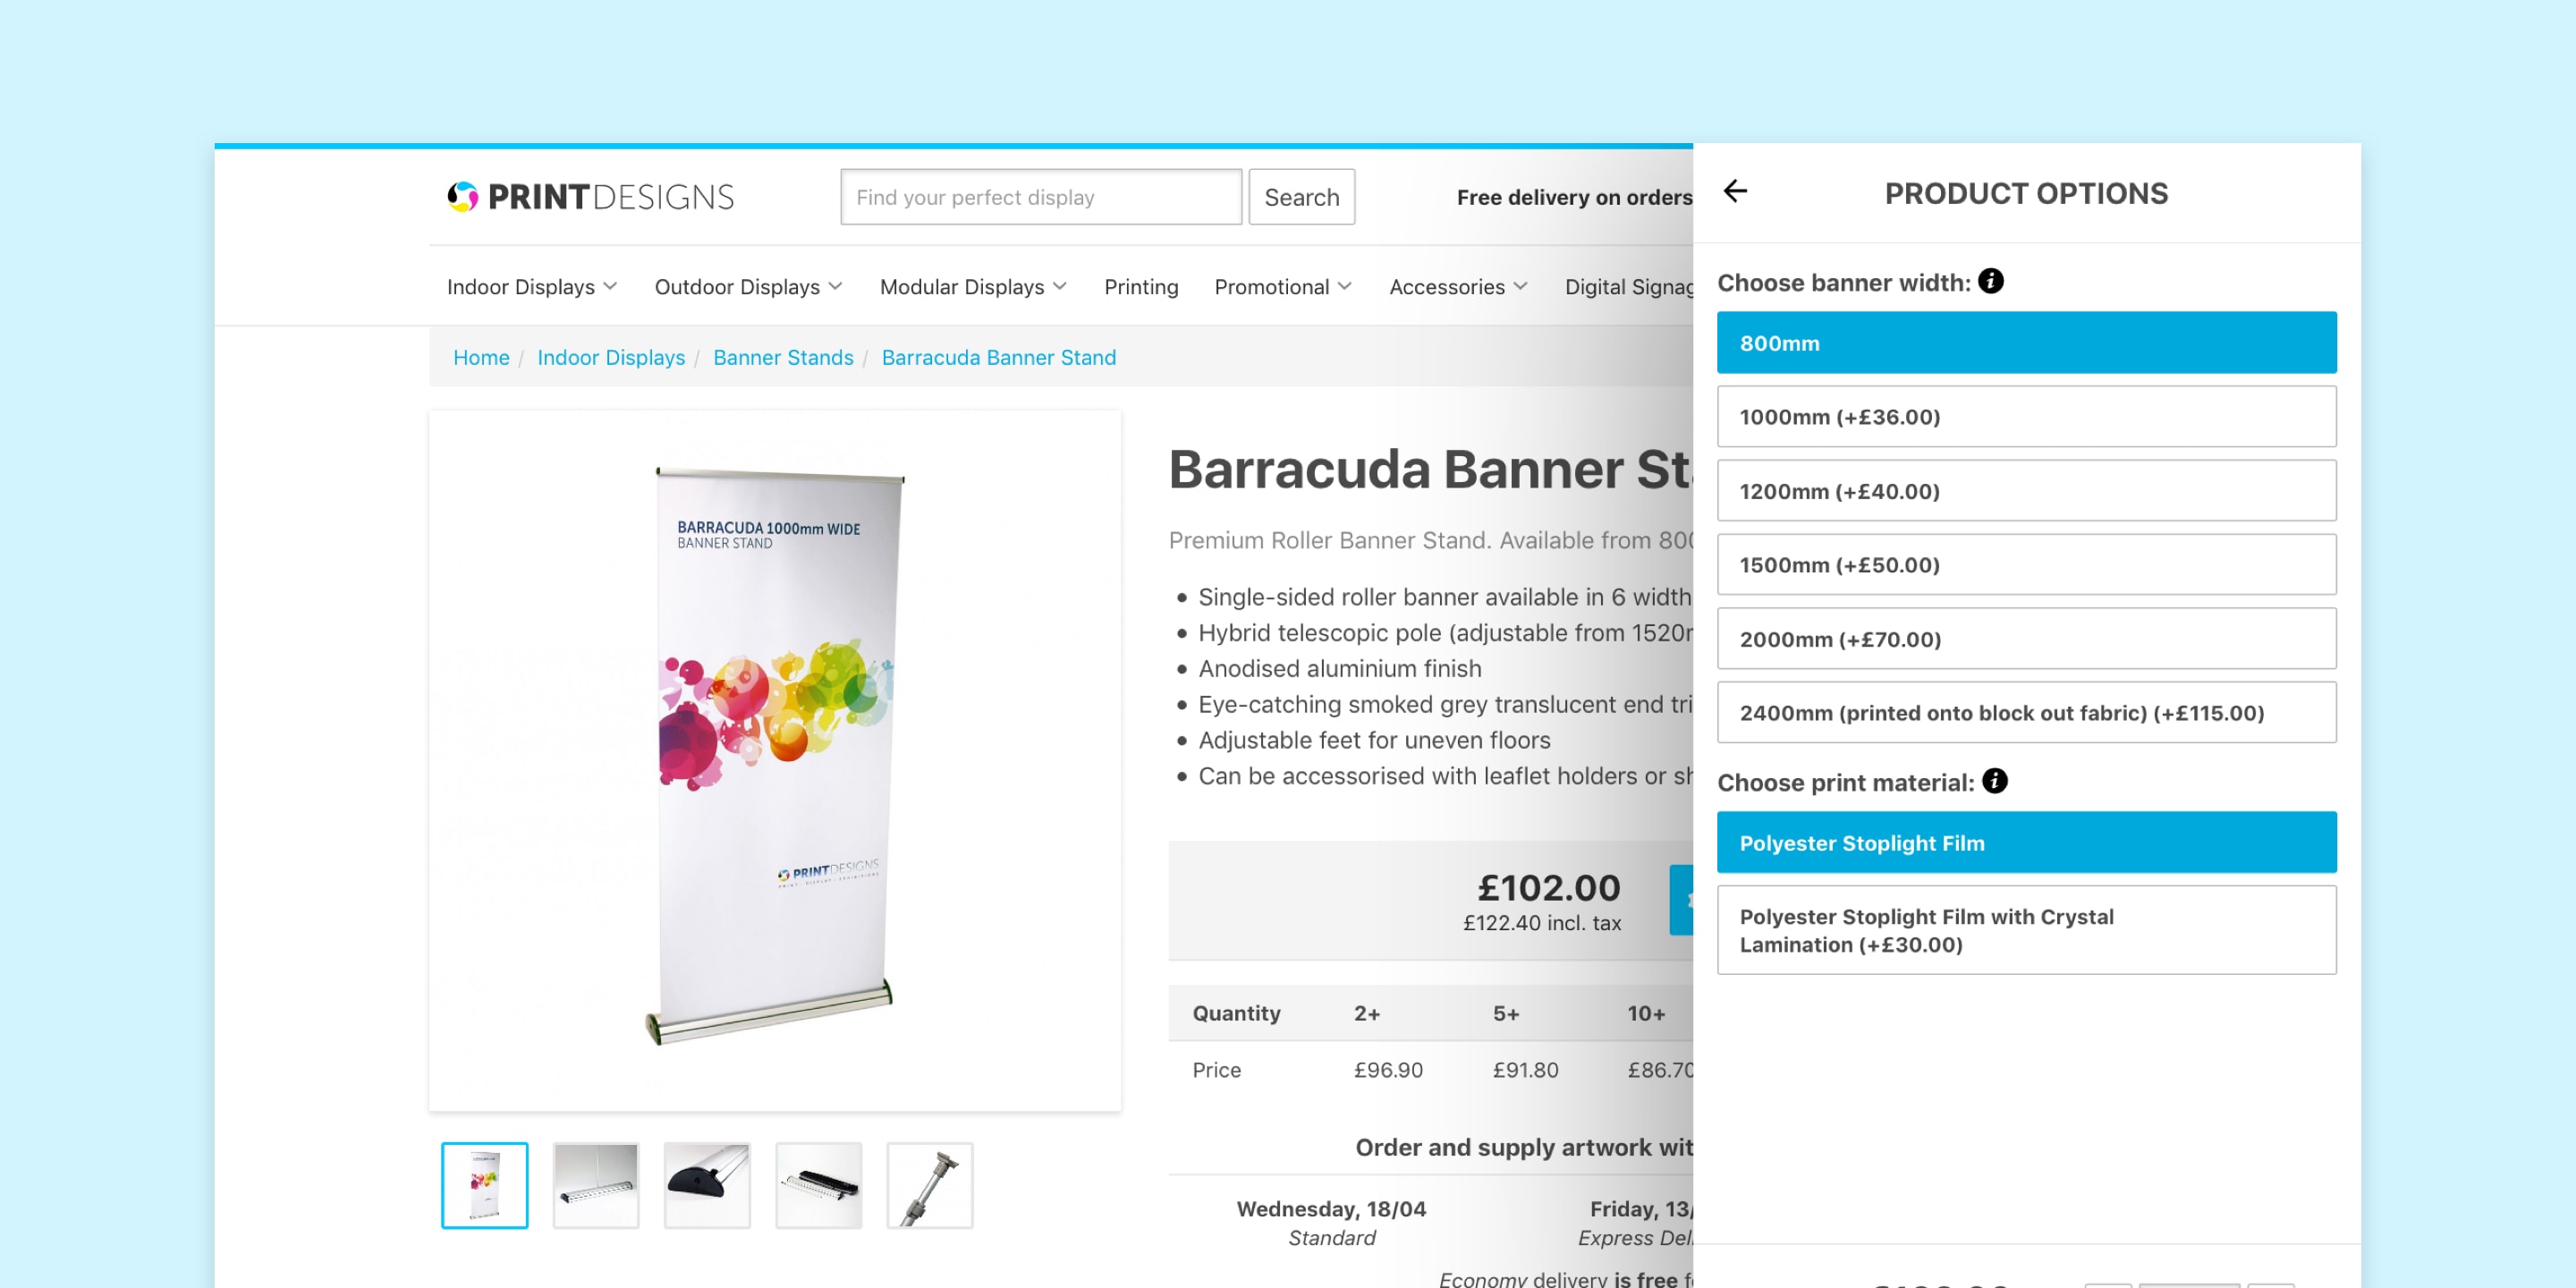 PRINTDESIGNS
Find your perfect display
Search
Free delivery on orders
Indoor Displays
Outdoor Displays
Modular Displays
Printing
Promotional
Accessories
Digital Signag
Home / Indoor Displays / Banner Stands / Barracuda Banner Stand
BARRACUDA 1000mm WIDE
BANNER STAND
PRINTDESIGNS
PRINT · DISPLAY · EXHIBITIONS
Barracuda Banner St
Premium Roller Banner Stand. Available from 800
Single-sided roller banner available in 6 width
Hybrid telescopic pole (adjustable from 1520
Anodised aluminium finish
Eye-catching smoked grey translucent end tri
Adjustable feet for uneven floors
Can be accessorised with leaflet holders or sh
£102.00
£122.40 incl. tax
Quantity 2+ 5+ 10+
Price £96.90 £91.80 £86.70
Order and supply artwork wit
Wednesday, 18/04 Friday, 13/
Standard Express Del
Economy delivery is free
PRODUCT OPTIONS
Choose banner width:
800mm
1000mm (+£36.00)
1200mm (+£40.00)
1500mm (+£50.00)
2000mm (+£70.00)
2400mm (printed onto block out fabric) (+£115.00)
Choose print material:
Polyester Stoplight Film
Polyester Stoplight Film with Crystal
Lamination (+£30.00)